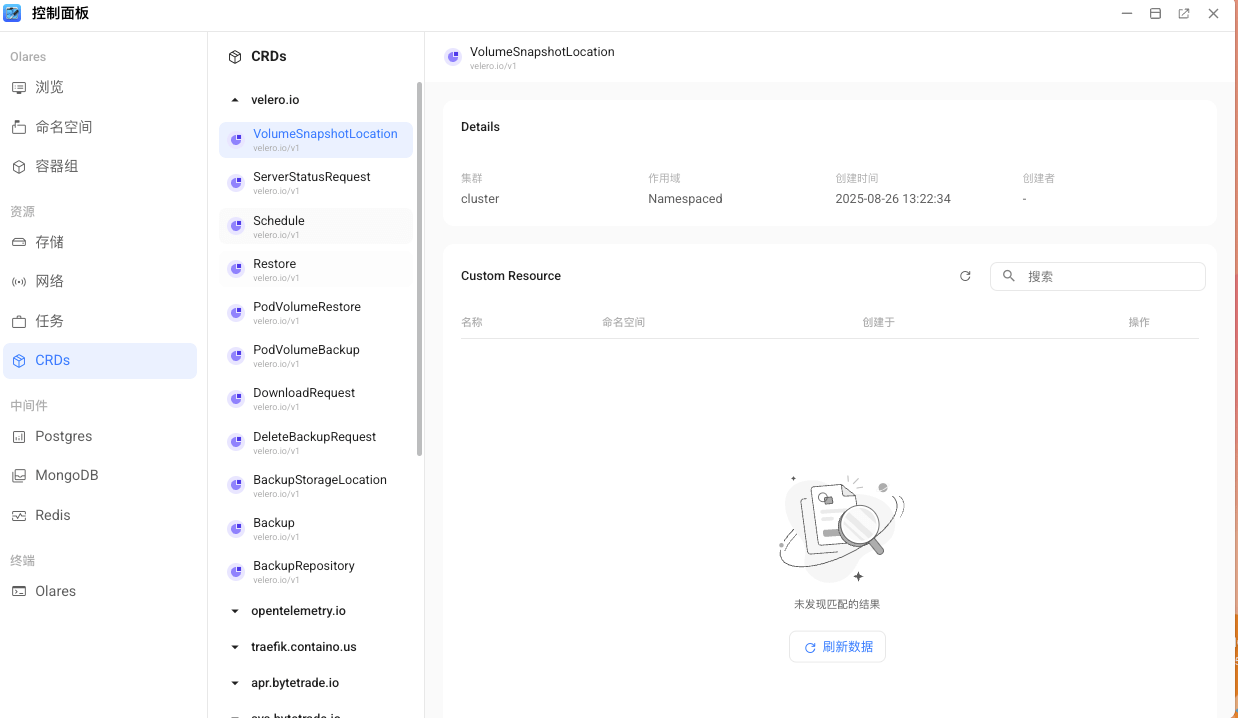 控制面板
Olares
浏览
命名空间
容器组
资源
存储
网络
任务
CRDs
中间件
Postgres
MongoDB
Redis
终端
Olares
CRDs
velero.io
VolumeSnapshotLocation
velero.io/v1
ServerStatusRequest
velero.io/v1
Schedule
velero.io/v1
Restore
velero.io/v1
PodVolumeRestore
velero.io/v1
PodVolumeBackup
velero.io/v1
DownloadRequest
velero.io/v1
DeleteBackupRequest
velero.io/v1
BackupStorageLocation
velero.io/v1
Backup
velero.io/v1
BackupRepository
velero.io/v1
opentelemetry.io
traefik.containo.us
apr.bytetrade.io
VolumeSnapshotLocation
velero.io/v1
Details
集群 作用域 创建时间 创建者
cluster Namespaced 2025-08-26 13:22:34 -
Custom Resource 搜索
名称 命名空间 创建于 操作
未发现匹配的结果
刷新数据